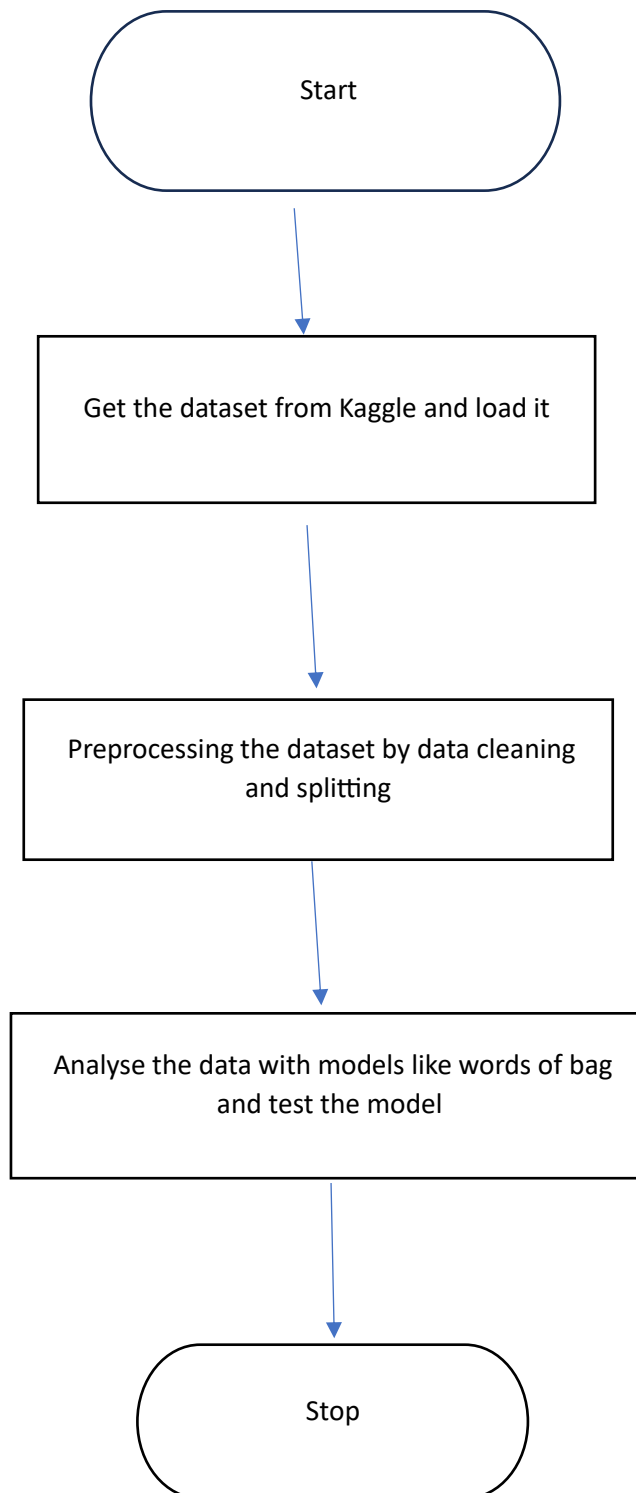 Start
Get the dataset from Kaggle and load it
Preprocessing the dataset by data cleaning
and splitting
Analyse the data with models like words of bag
and test the model
Stop